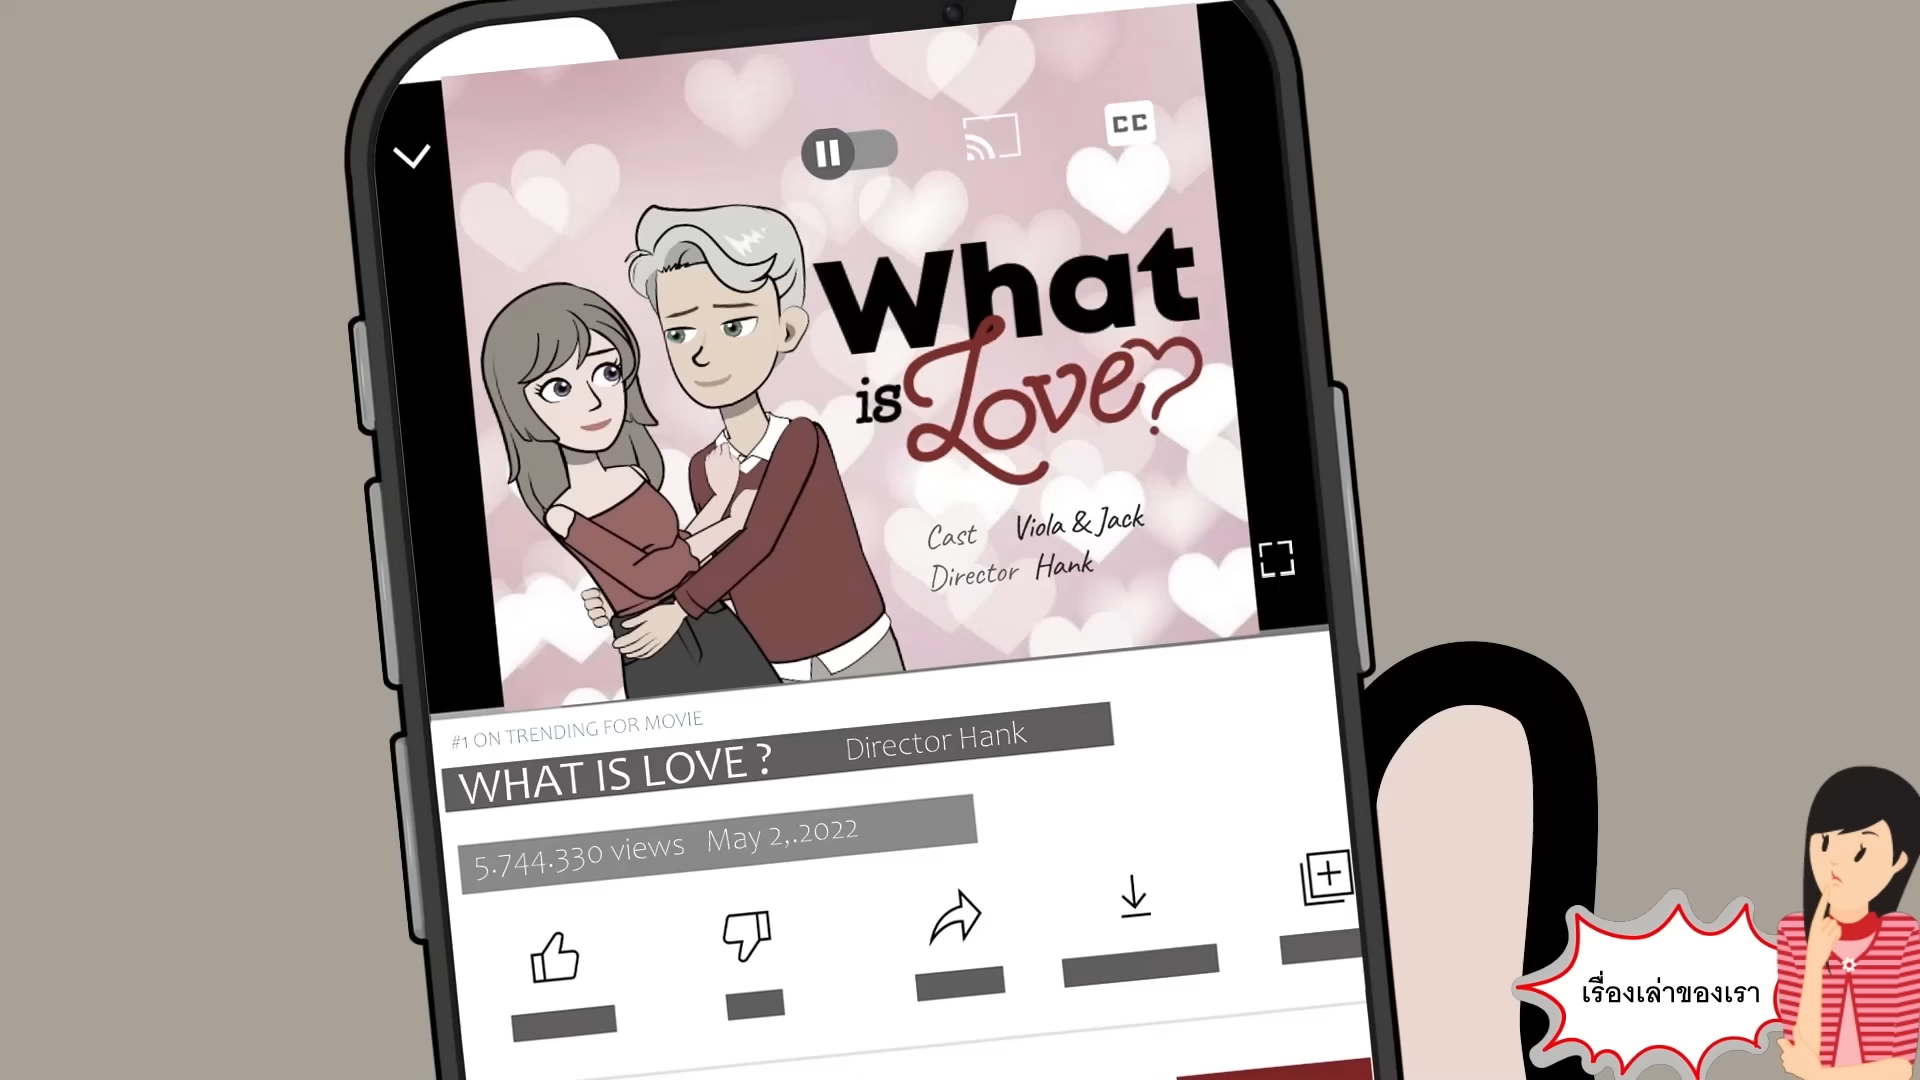 CC
What
is Love?
Cast Viola & Jack
Director Hank
#1 ON TRENDING FOR MOVIE
WHAT IS LOVE ? Director Hank
5.744.330 views May 2,.2022
เรื่องเล่าของเรา